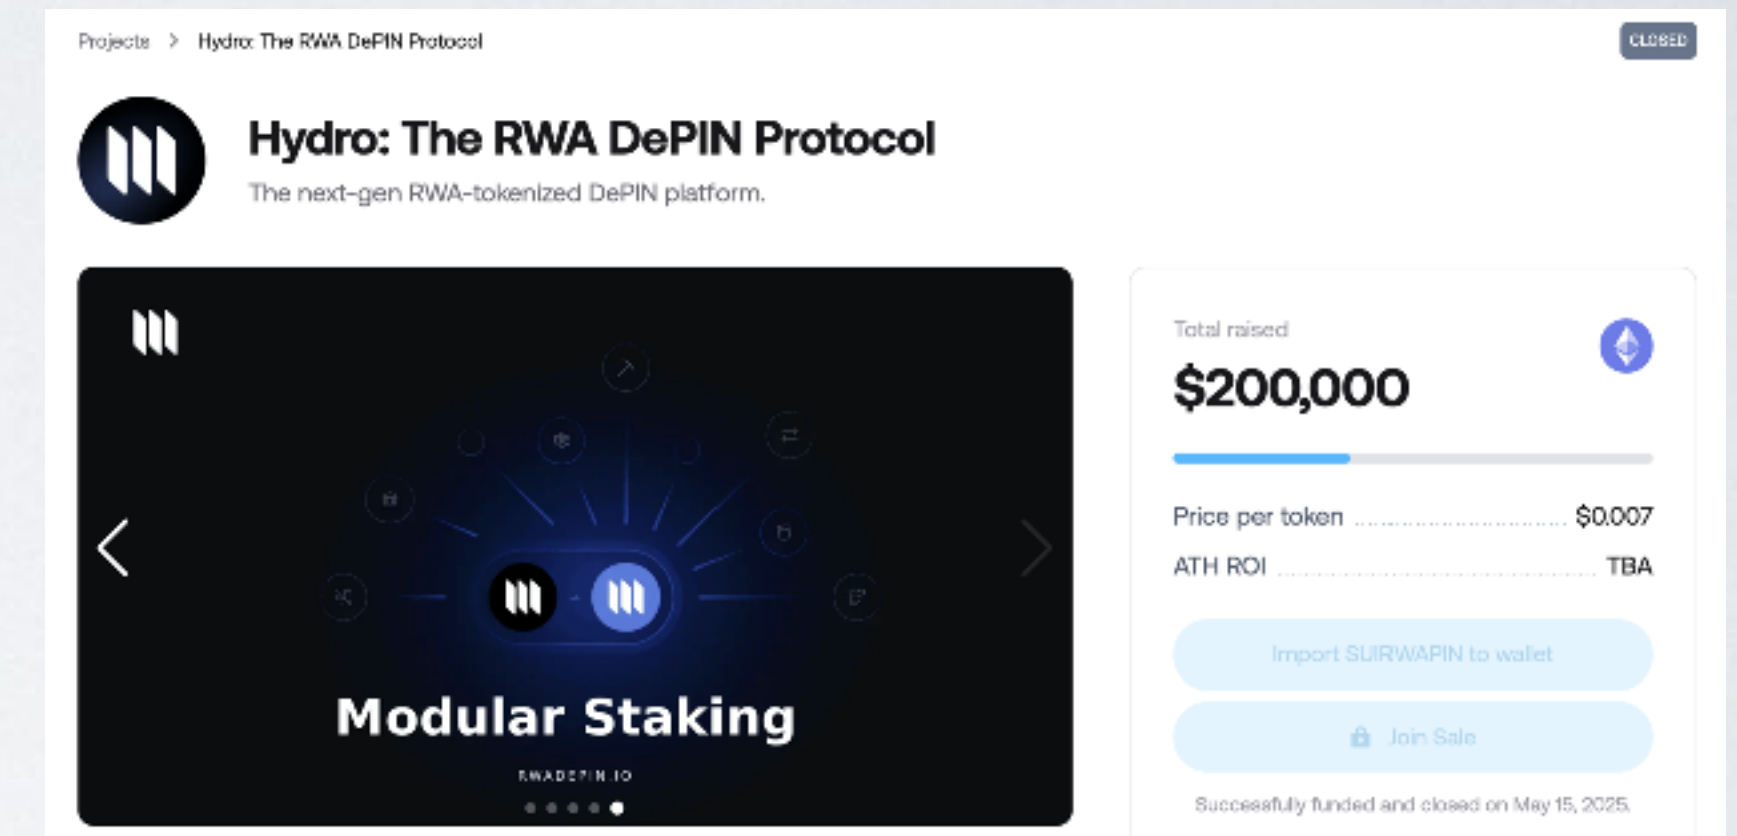 Projects > Hydro: The RWA DePIN Protocol
CLOSED
Hydro: The RWA DePIN Protocol
The next-gen RWA-tokenized DePIN platform.
Modular Staking
RWADEPIN.IO
Total raised
$200,000
Price per token $0.007
ATH ROI TBA
Import SUIRWAPIN to wallet
Join Sale
Successfully funded and closed on May 15, 2025.